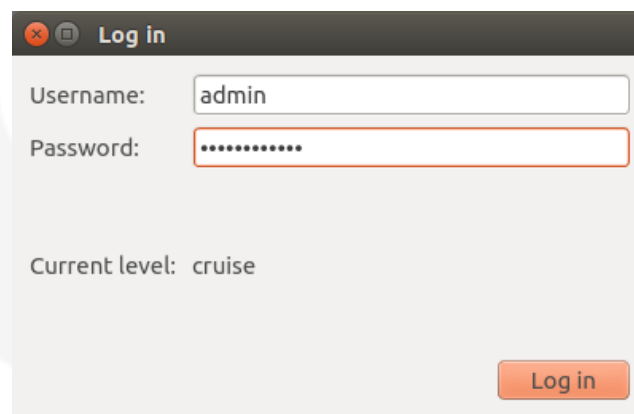 Log in
Username: admin
Password: ••••••••••••
Current level: cruise
Log in